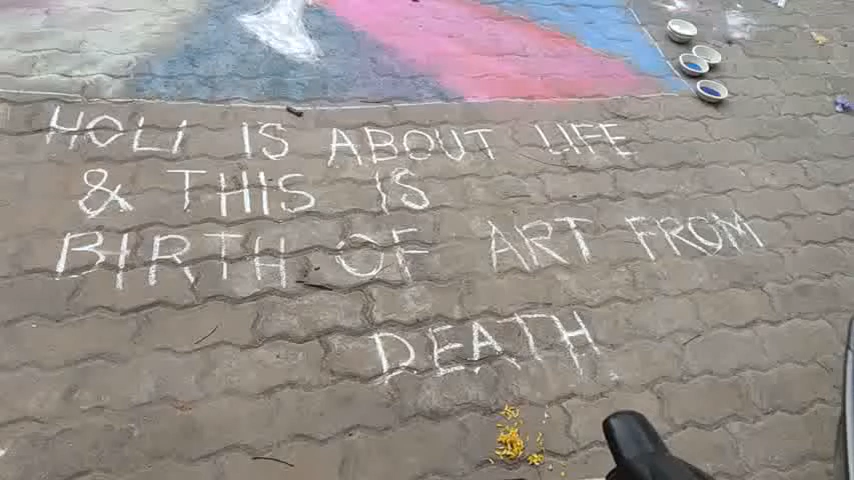 HOLI IS ABOUT LIFE
& THIS IS
BIRTH OF ART FROM
DEATH